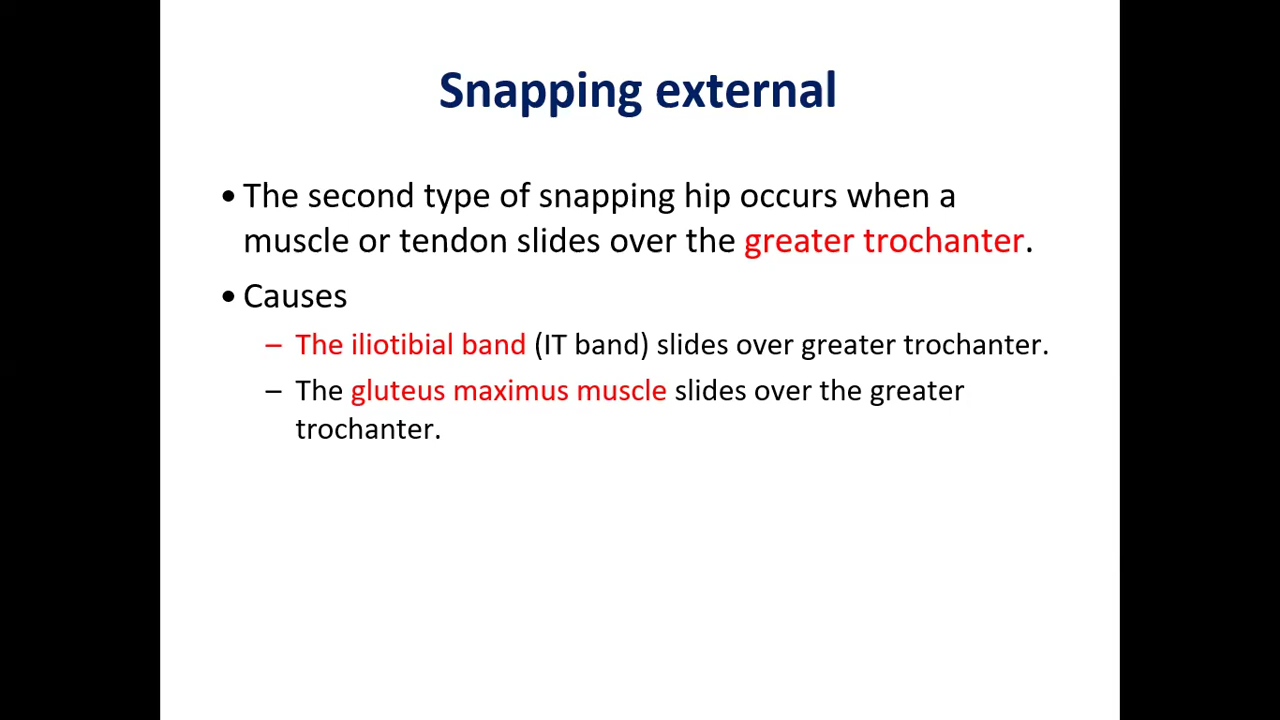 Snapping external
• The second type of snapping hip occurs when a
muscle or tendon slides over the greater trochanter.
• Causes
– The iliotibial band (IT band) slides over greater trochanter.
– The gluteus maximus muscle slides over the greater
trochanter.